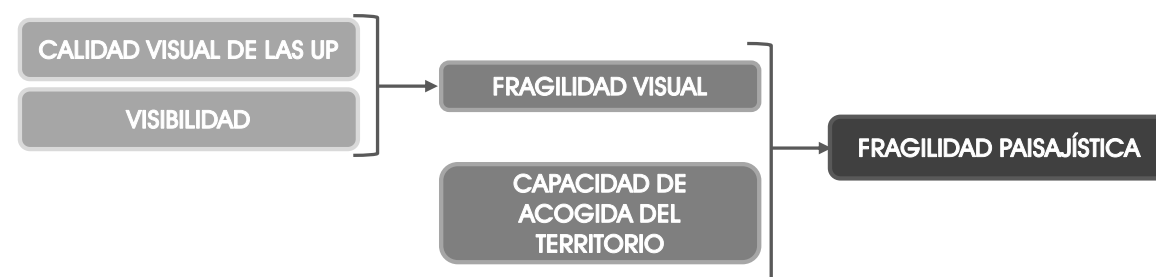 CALIDAD VISUAL DE LAS UP
VISIBILIDAD
FRAGILIDAD VISUAL
CAPACIDAD DE
ACOGIDA DEL
TERRITORIO
FRAGILIDAD PAISAJÍSTICA